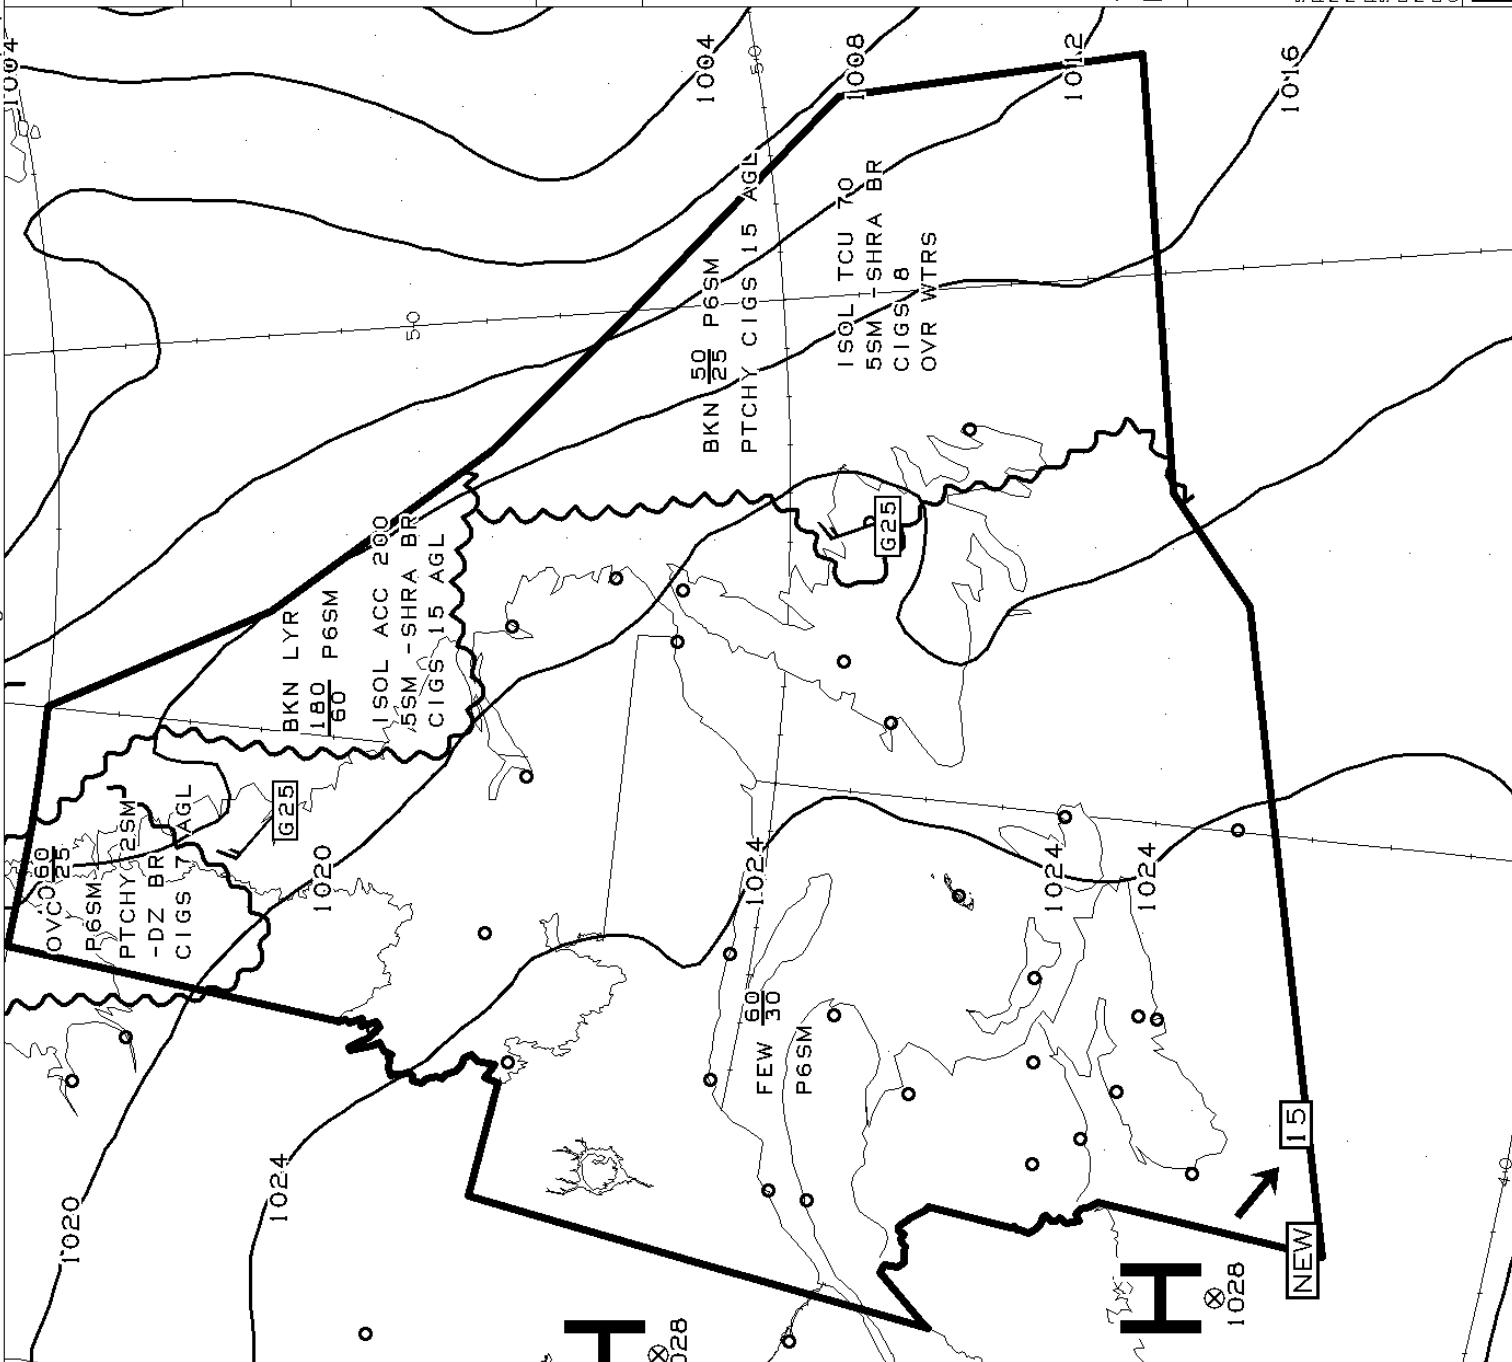 1004
1004
50
1008
1012
1016
50
BKN 50/25 P6SM
PTCHY CIGS 15 AGL
ISOL TCU 70
5SM -SHRA BR
CIGS 8
OVR WTRS
BKN LYR
180/60 P6SM
ISOL ACC 200
5SM -SHRA BR
CIGS 15 AGL
G25
G25
OVC 60/25
P6SM
PTCHY 2SM
-DZ BR
CIGS 7 AGL
1020
1024
1024
1024
FEW 60/30
P6SM
1020
1024
15
NEW
H
1028
H
028
40